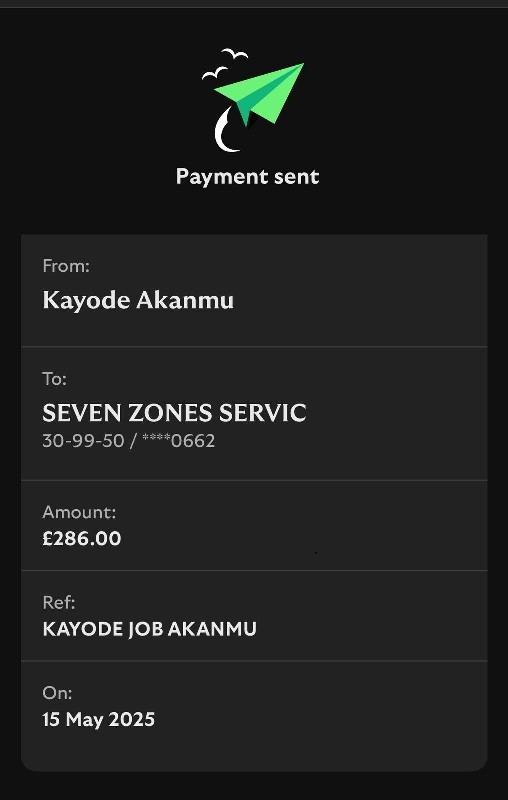 Payment sent
From:
Kayode Akanmu
To:
SEVEN ZONES SERVIC
30-99-50 / ****0662
Amount:
£286.00
Ref:
KAYODE JOB AKANMU
On:
15 May 2025